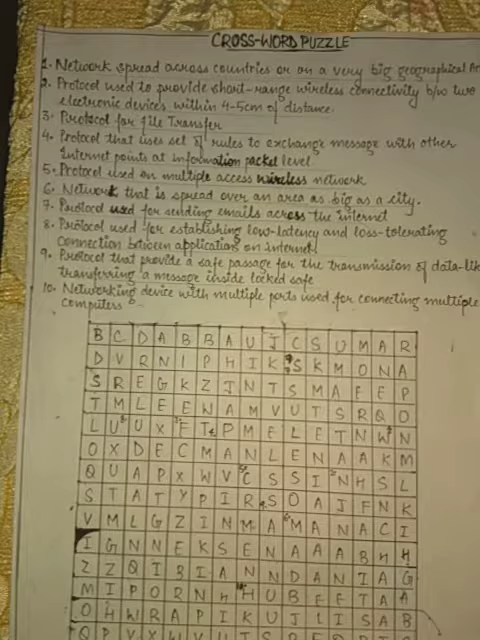 CROSS-WORD PUZZLE
1. Network spread across countries or on a very big geographical
2. Protocol used to provide short-range wireless connectivity b/w two
electronic devices within 4-5cm of distance.
3. Protocol for file Transfer
4. Protocol that uses set of rules to exchange message with other
Internet points at information packet level.
5. Protocol used on multiple access wireless network
6. Network that is spread over an area as big as a city.
7. Protocol used for sending emails across the internet
8. Protocol used for establishing low-latency and loss-tolerating
connection between application on internet.
9. Protocol that provide a safe passage for the transmission of data-lik
transferring a message inside locked safe
10. Networking device with multiple ports used for connecting multiple
computers
B C D A B B A U J C S U M A R
D V R N I P H I K S K M O N A
S R E G K Z J N T S M A F E P
T M L E E W A M V U T S R Q O
L U U X F T P M E L E T N W N
O X D E C M A N L E N A A K M
Q U A P X W V C S S I N H S L
S T A T Y P I R S O A J F N K
V M L G Z I N M A M A N A C I
I G N N E K S E N A A A B H H
Z Z Q I B I A N N D A N I A G
M I P O R N H H U B F F T A A
O H W R A P I K U J L I S A B